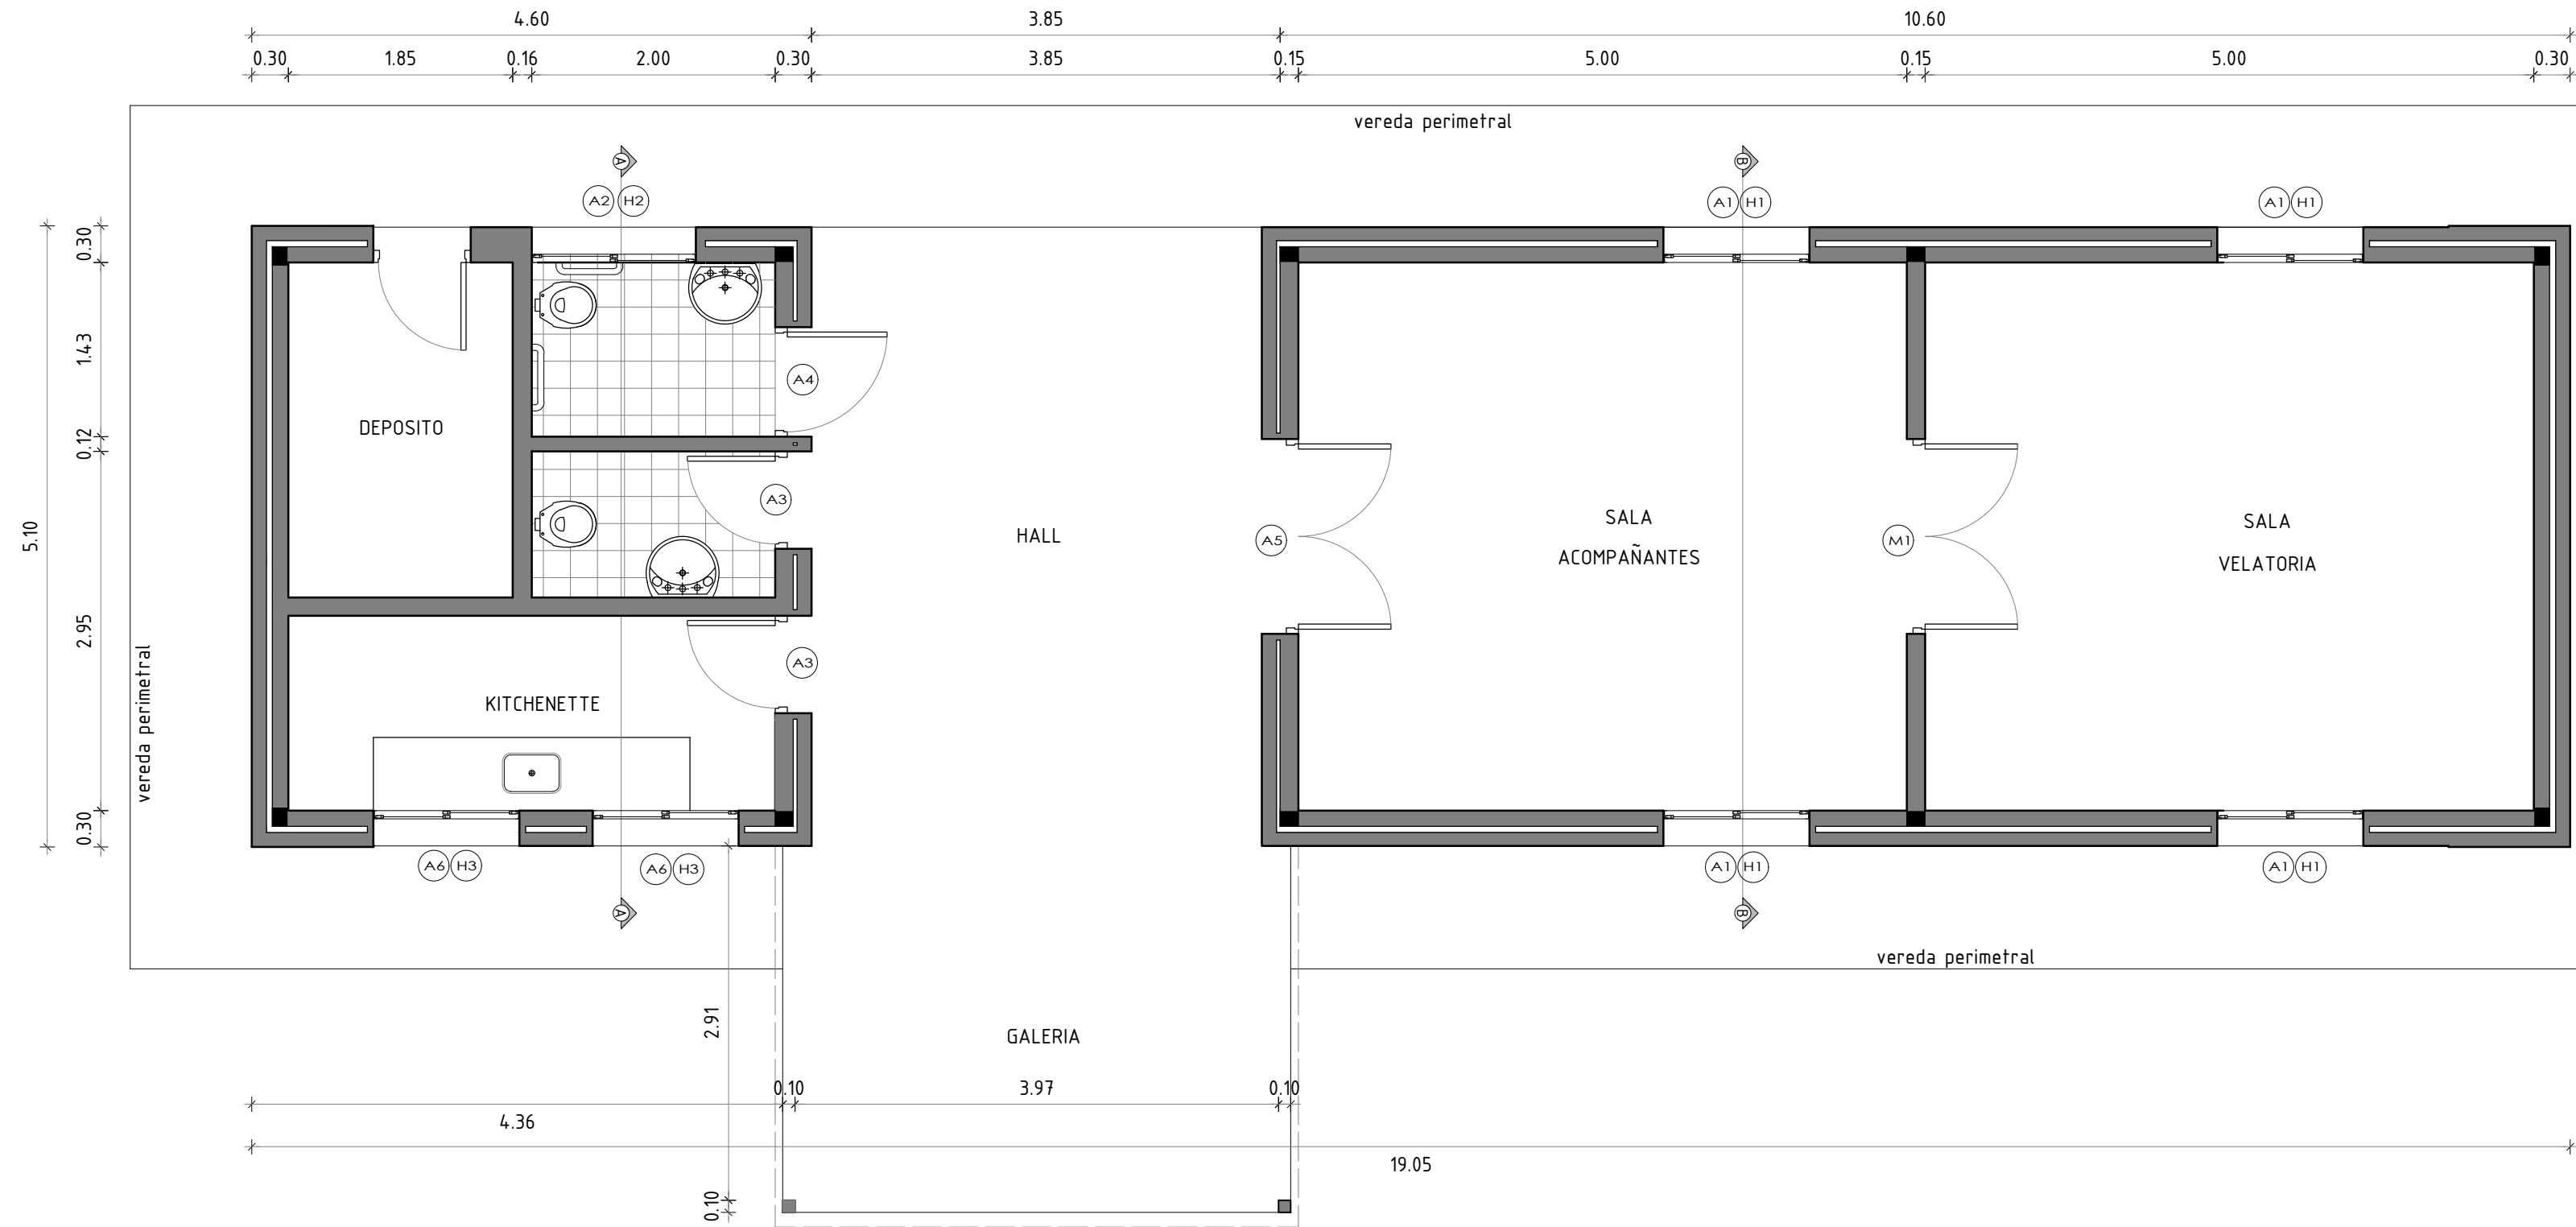 4.60 3.85 10.60
0.30 1.85 0.16 2.00 0.30 3.85 0.15 5.00 0.15 5.00 0.30
vereda perimetral
A B
A2 H2 A1 H1 A1 H1
0.30
1.43
0.12
2.95
0.30
5.10
vereda perimetral
A4
DEPOSITO
A3
HALL
A5
SALA
ACOMPAÑANTES
M1
SALA
VELATORIA
A3
KITCHENETTE
A6 H3 A6 H3 A1 H1 A1 H1
A B
vereda perimetral
2.91
GALERIA
0.10 3.97 0.10
4.36
19.05
0.10